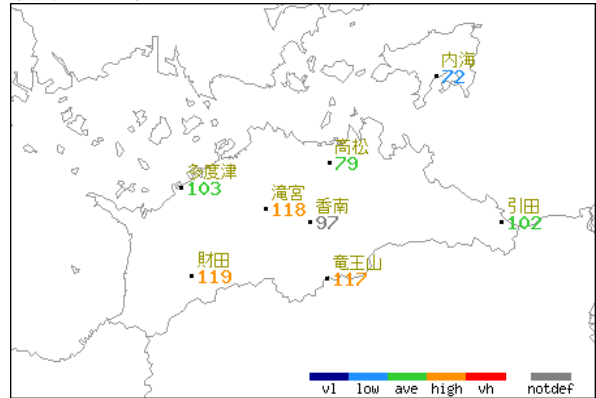 内海
72
高松
79
多度津
103
滝宮
118
香南
97
引田
102
財田
119
竜王山
117
vl low ave high vh notdef